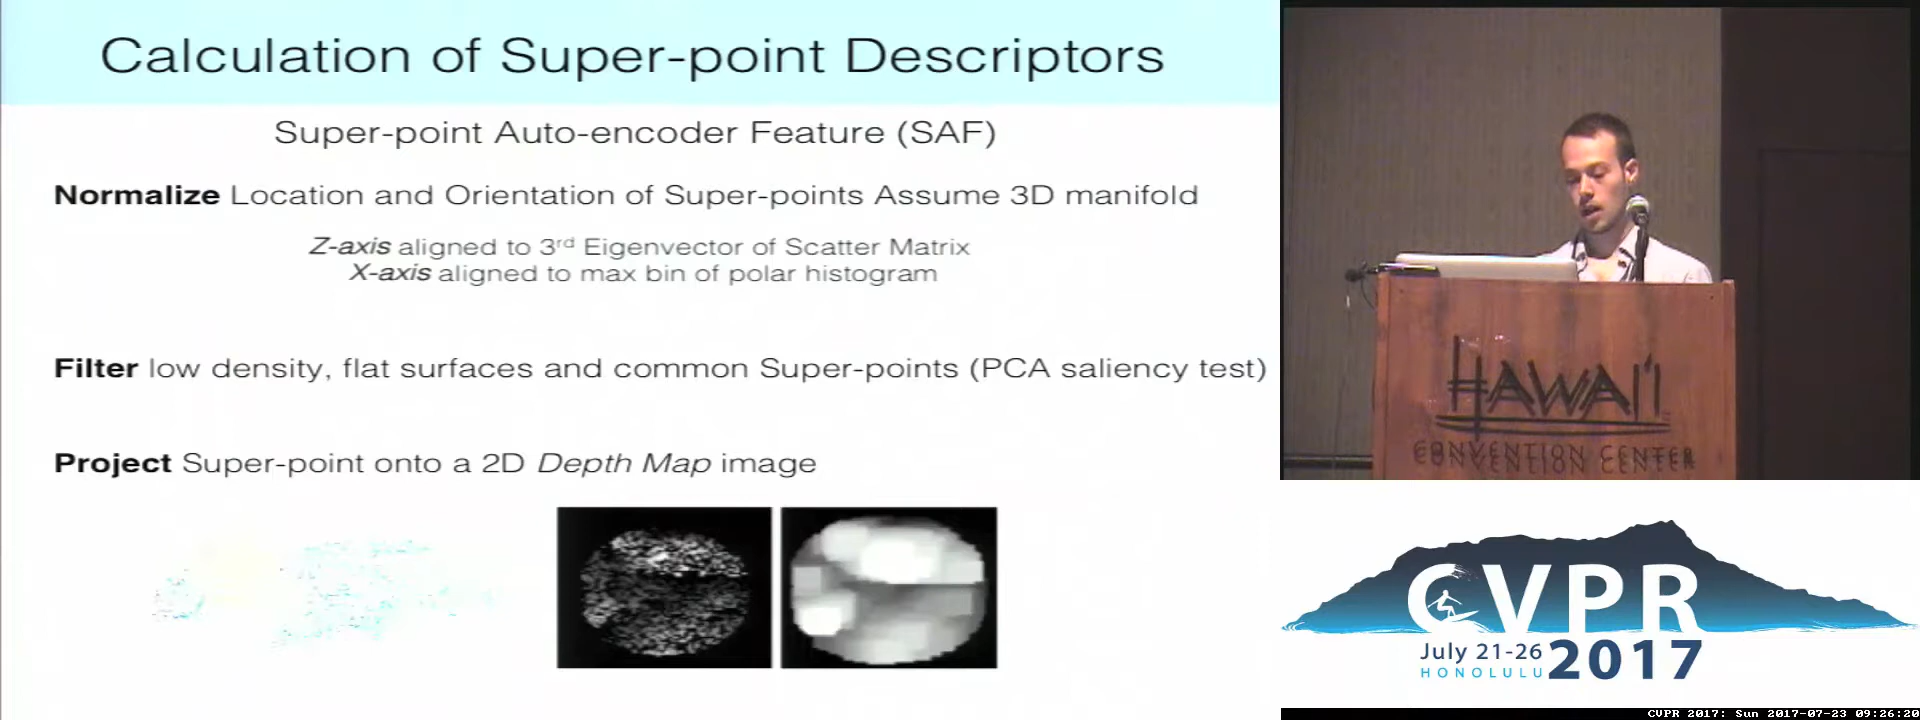 Calculation of Super-point Descriptors
Super-point Auto-encoder Feature (SAF)
Normalize Location and Orientation of Super-points Assume 3D manifold
Z-axis aligned to 3rd Eigenvector of Scatter Matrix
X-axis aligned to max bin of polar histogram
Filter low density, flat surfaces and common Super-points (PCA saliency test)
Project Super-point onto a 2D Depth Map image
HAWAI'I
CONVENTION CENTER
CVPR
July 21-26 2017
HONOLULU
CVPR 2017: Sun 2017-07-23 09:26:20